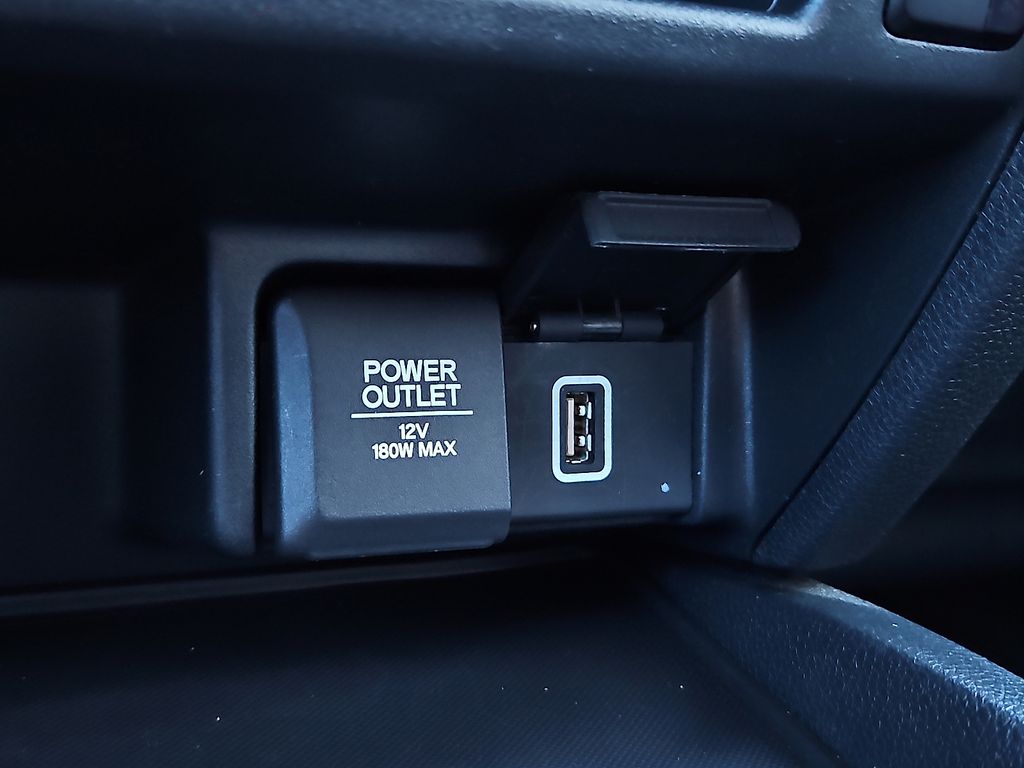 POWER
OUTLET
12V
180W MAX